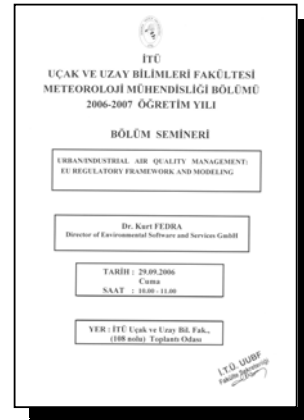 İTÜ
UÇAK VE UZAY BİLİMLERİ FAKÜLTESİ
METEOROLOJİ MÜHENDİSLİĞİ BÖLÜMÜ
2006-2007 ÖĞRETİM YILI
BÖLÜM SEMİNERİ
URBAN/INDUSTRIAL AIR QUALITY MANAGEMENT:
EU REGULATORY FRAMEWORK AND MODELING
Dr. Kurt FEDRA
Director of Environmental Software and Services GmbH
TARİH : 29.09.2006
Cuma
SAAT : 10.00 - 11.00
YER : İTÜ Uçak ve Uzay Bil. Fak.,
(108 nolu) Toplantı Odası
İ.T.Ü. UUBF
Fakülte Sekreterliği